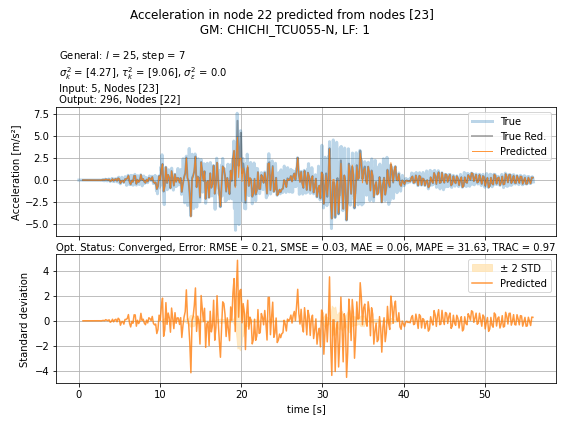 Acceleration in node 22 predicted from nodes [23]
GM: CHICHI_TCU055-N, LF: 1
General: l = 25, step = 7
σ²ₖ = [4.27], τ²ₖ = [9.06], σ²ε = 0.0
Input: 5, Nodes [23]
Output: 296, Nodes [22]
Acceleration [m/s²]
7.5
5.0
2.5
0.0
−2.5
−5.0
True
True Red.
Predicted
Opt. Status: Converged, Error: RMSE = 0.21, SMSE = 0.03, MAE = 0.06, MAPE = 31.63, TRAC = 0.97
Standard deviation
4
2
0
−2
−4
± 2 STD
Predicted
0 10 20 30 40 50
time [s]